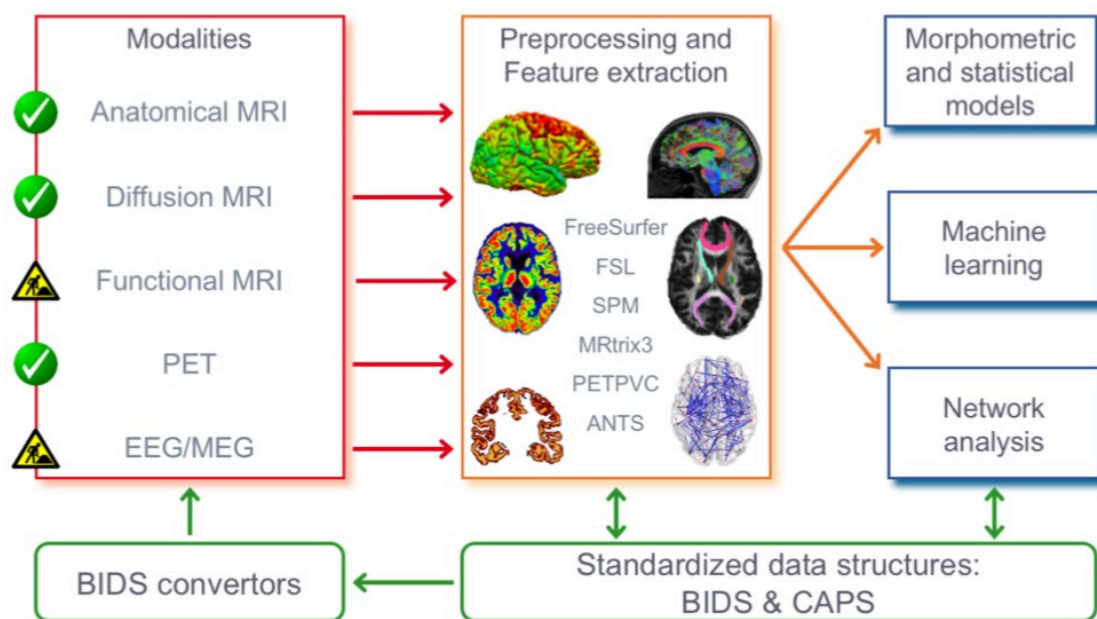 Modalities
Anatomical MRI
Diffusion MRI
Functional MRI
PET
EEG/MEG
Preprocessing and
Feature extraction
FreeSurfer
FSL
SPM
MRtrix3
PETPVC
ANTS
Morphometric
and statistical
models
Machine
learning
Network
analysis
BIDS convertors
Standardized data structures:
BIDS & CAPS